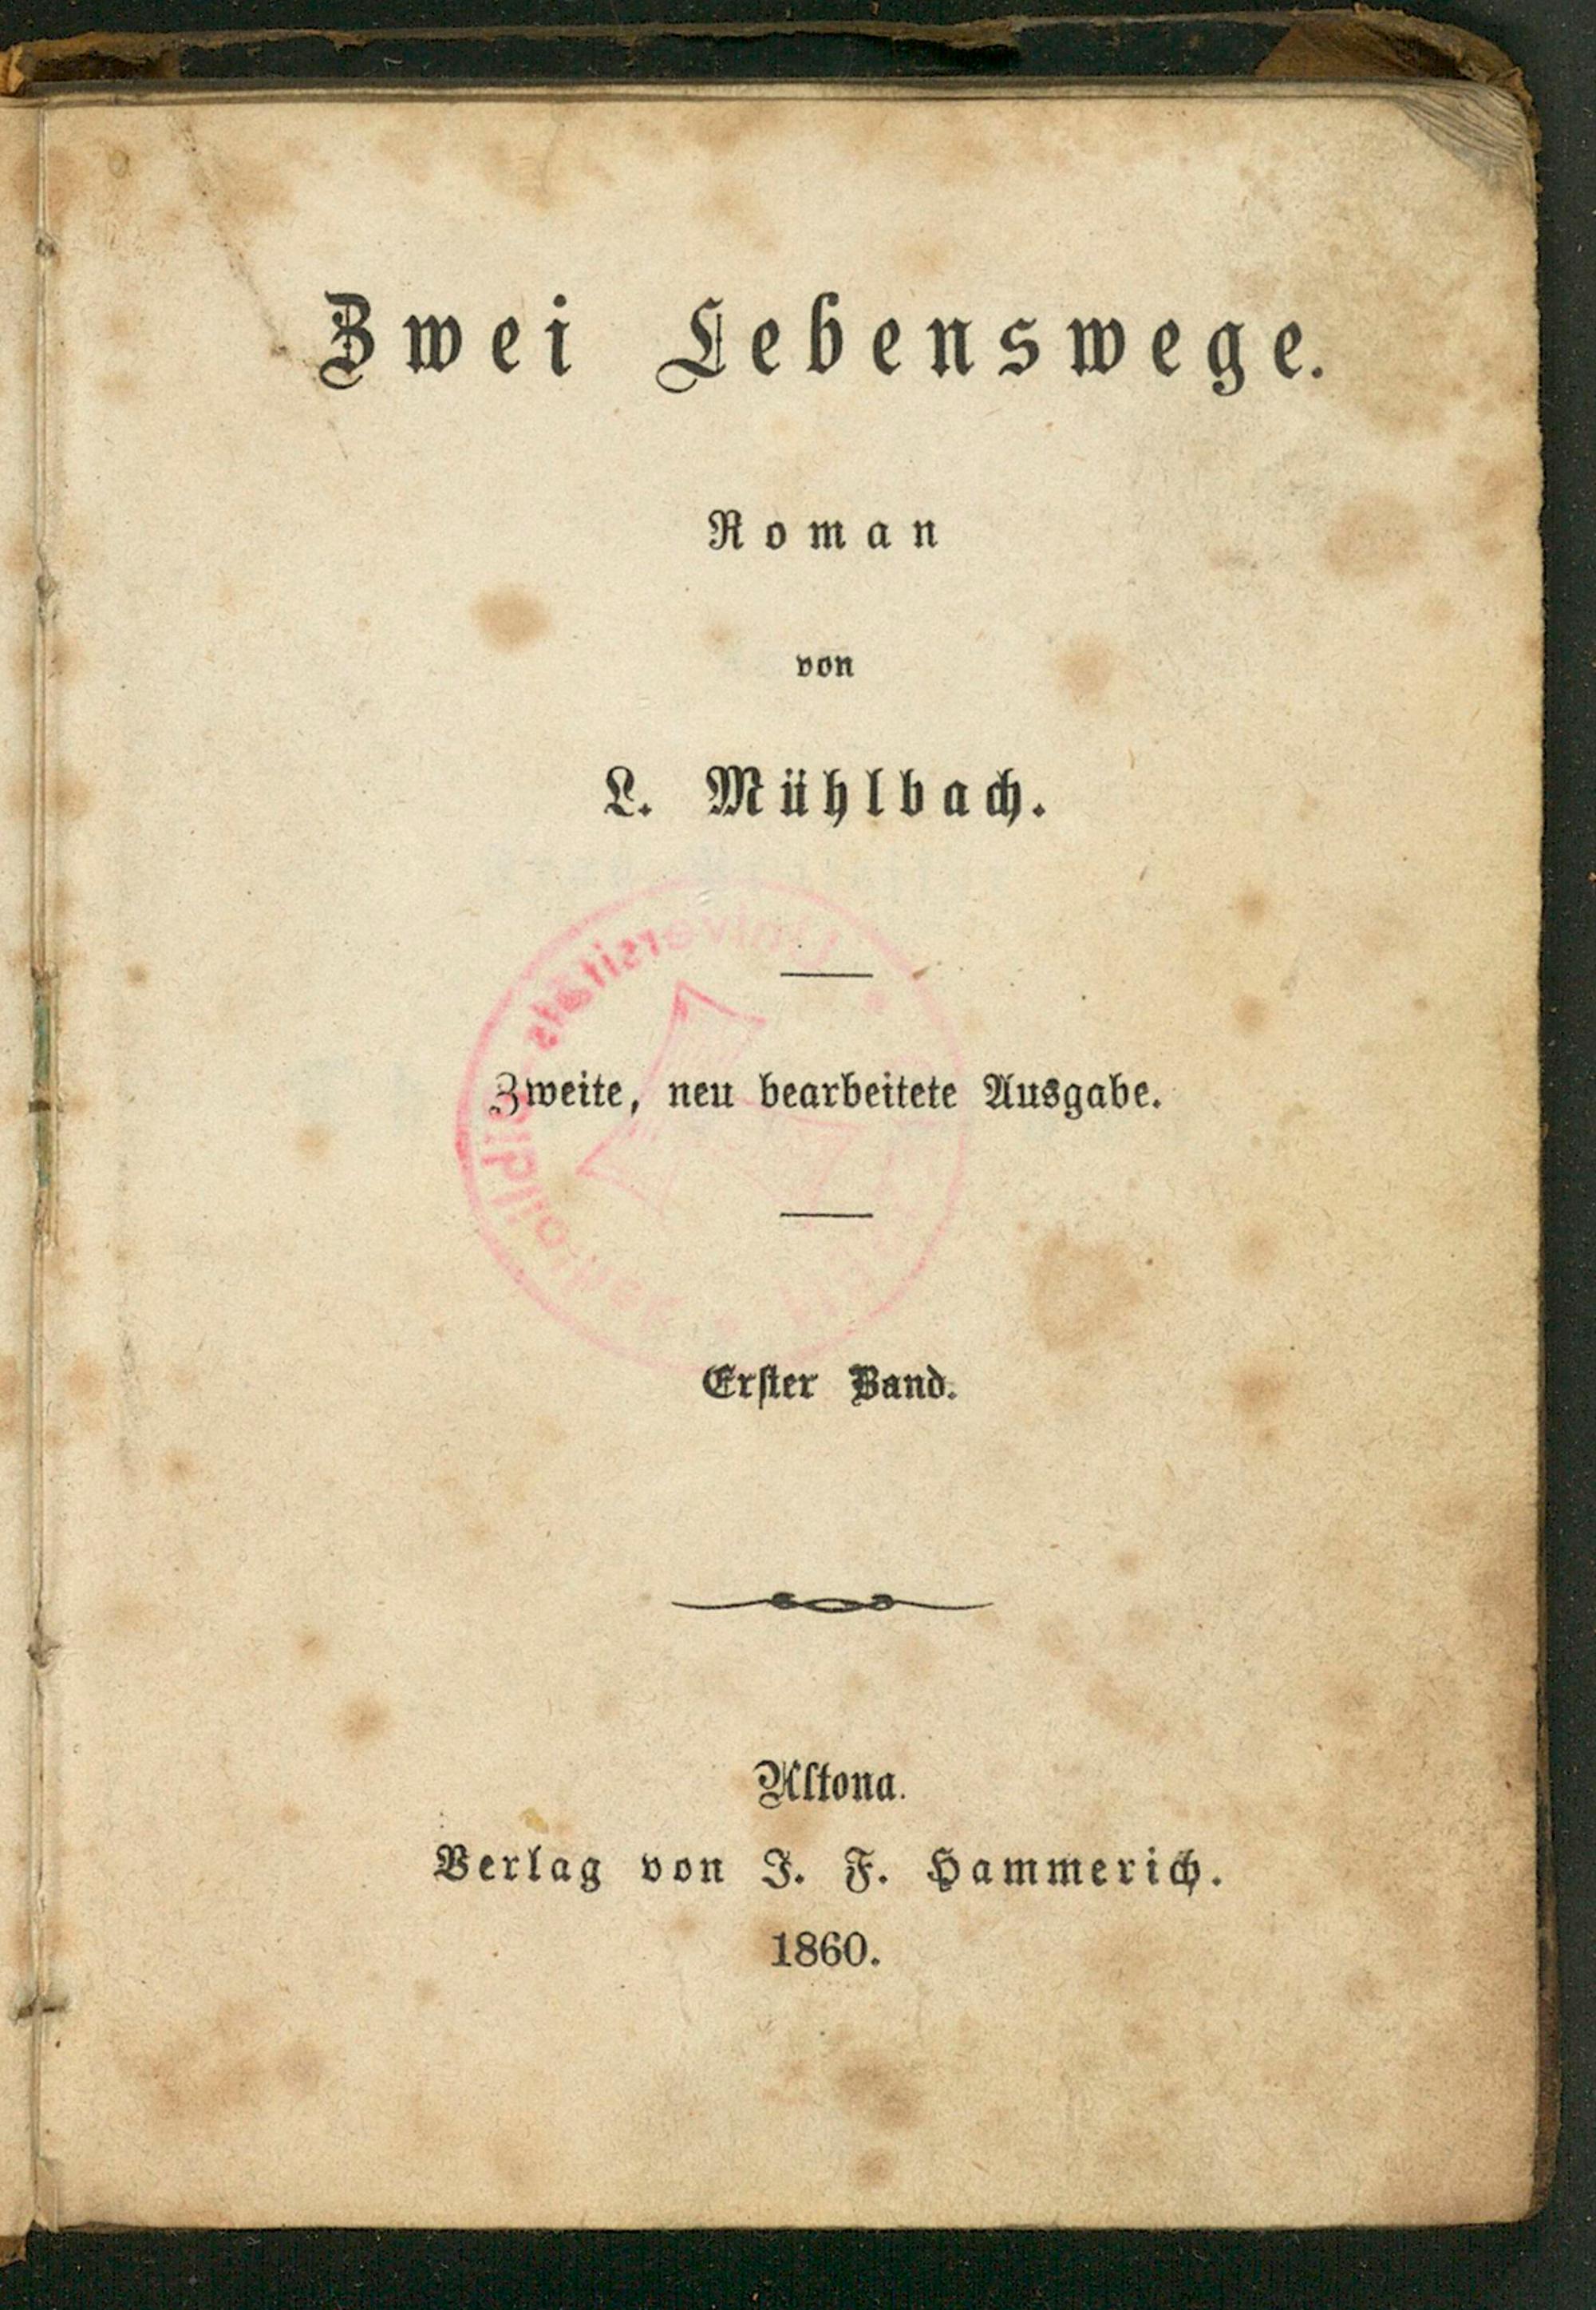 Zwei Lebenswege.
Roman
von
L. Mühlbach.
Zweite, neu bearbeitete Ausgabe.
Erſter Band.
Altona.
Verlag von J. F. Hammerich.
1860.